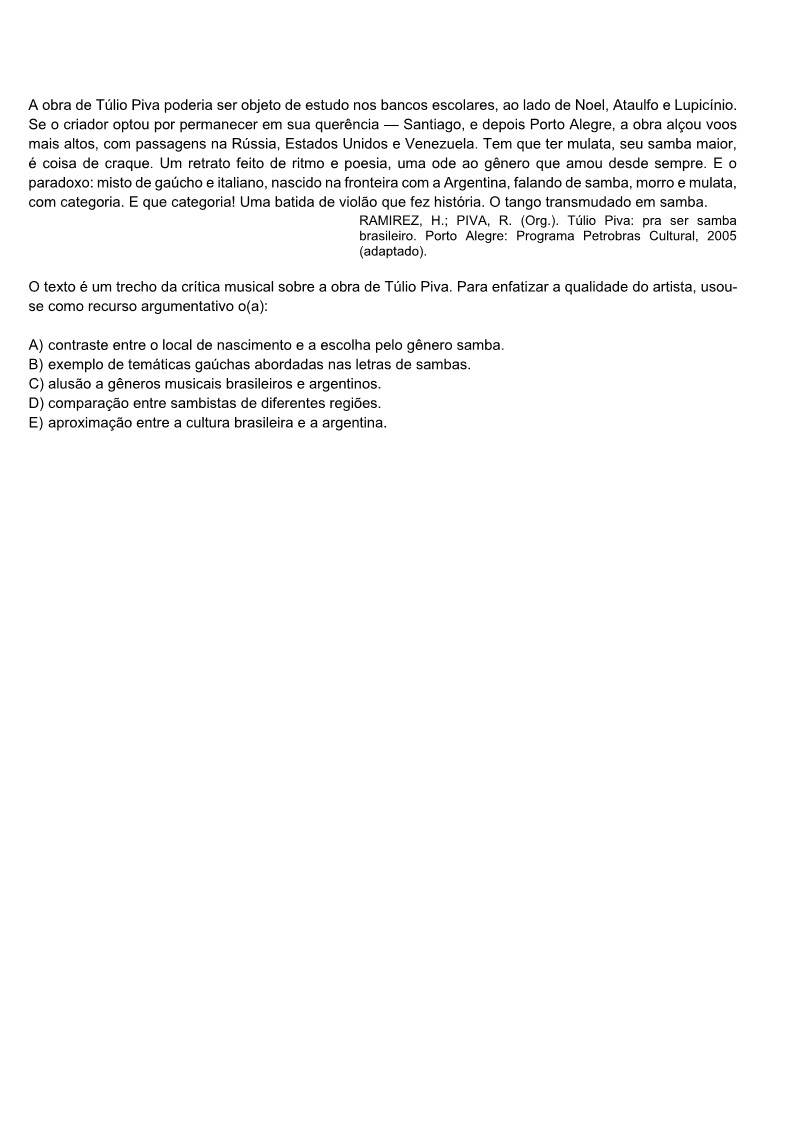 A obra de Túlio Piva poderia ser objeto de estudo nos bancos escolares, ao lado de Noel, Ataulfo e Lupicínio.
Se o criador optou por permanecer em sua querência — Santiago, e depois Porto Alegre, a obra alçou voos
mais altos, com passagens na Rússia, Estados Unidos e Venezuela. Tem que ter mulata, seu samba maior,
é coisa de craque. Um retrato feito de ritmo e poesia, uma ode ao gênero que amou desde sempre. E o
paradoxo: misto de gaúcho e italiano, nascido na fronteira com a Argentina, falando de samba, morro e mulata,
com categoria. E que categoria! Uma batida de violão que fez história. O tango transmudado em samba.
RAMIREZ, H.; PIVA, R. (Org.). Túlio Piva: pra ser samba
brasileiro. Porto Alegre: Programa Petrobras Cultural, 2005
(adaptado).
O texto é um trecho da crítica musical sobre a obra de Túlio Piva. Para enfatizar a qualidade do artista, usou-
se como recurso argumentativo o(a):
A) contraste entre o local de nascimento e a escolha pelo gênero samba.
B) exemplo de temáticas gaúchas abordadas nas letras de sambas.
C) alusão a gêneros musicais brasileiros e argentinos.
D) comparação entre sambistas de diferentes regiões.
E) aproximação entre a cultura brasileira e a argentina.